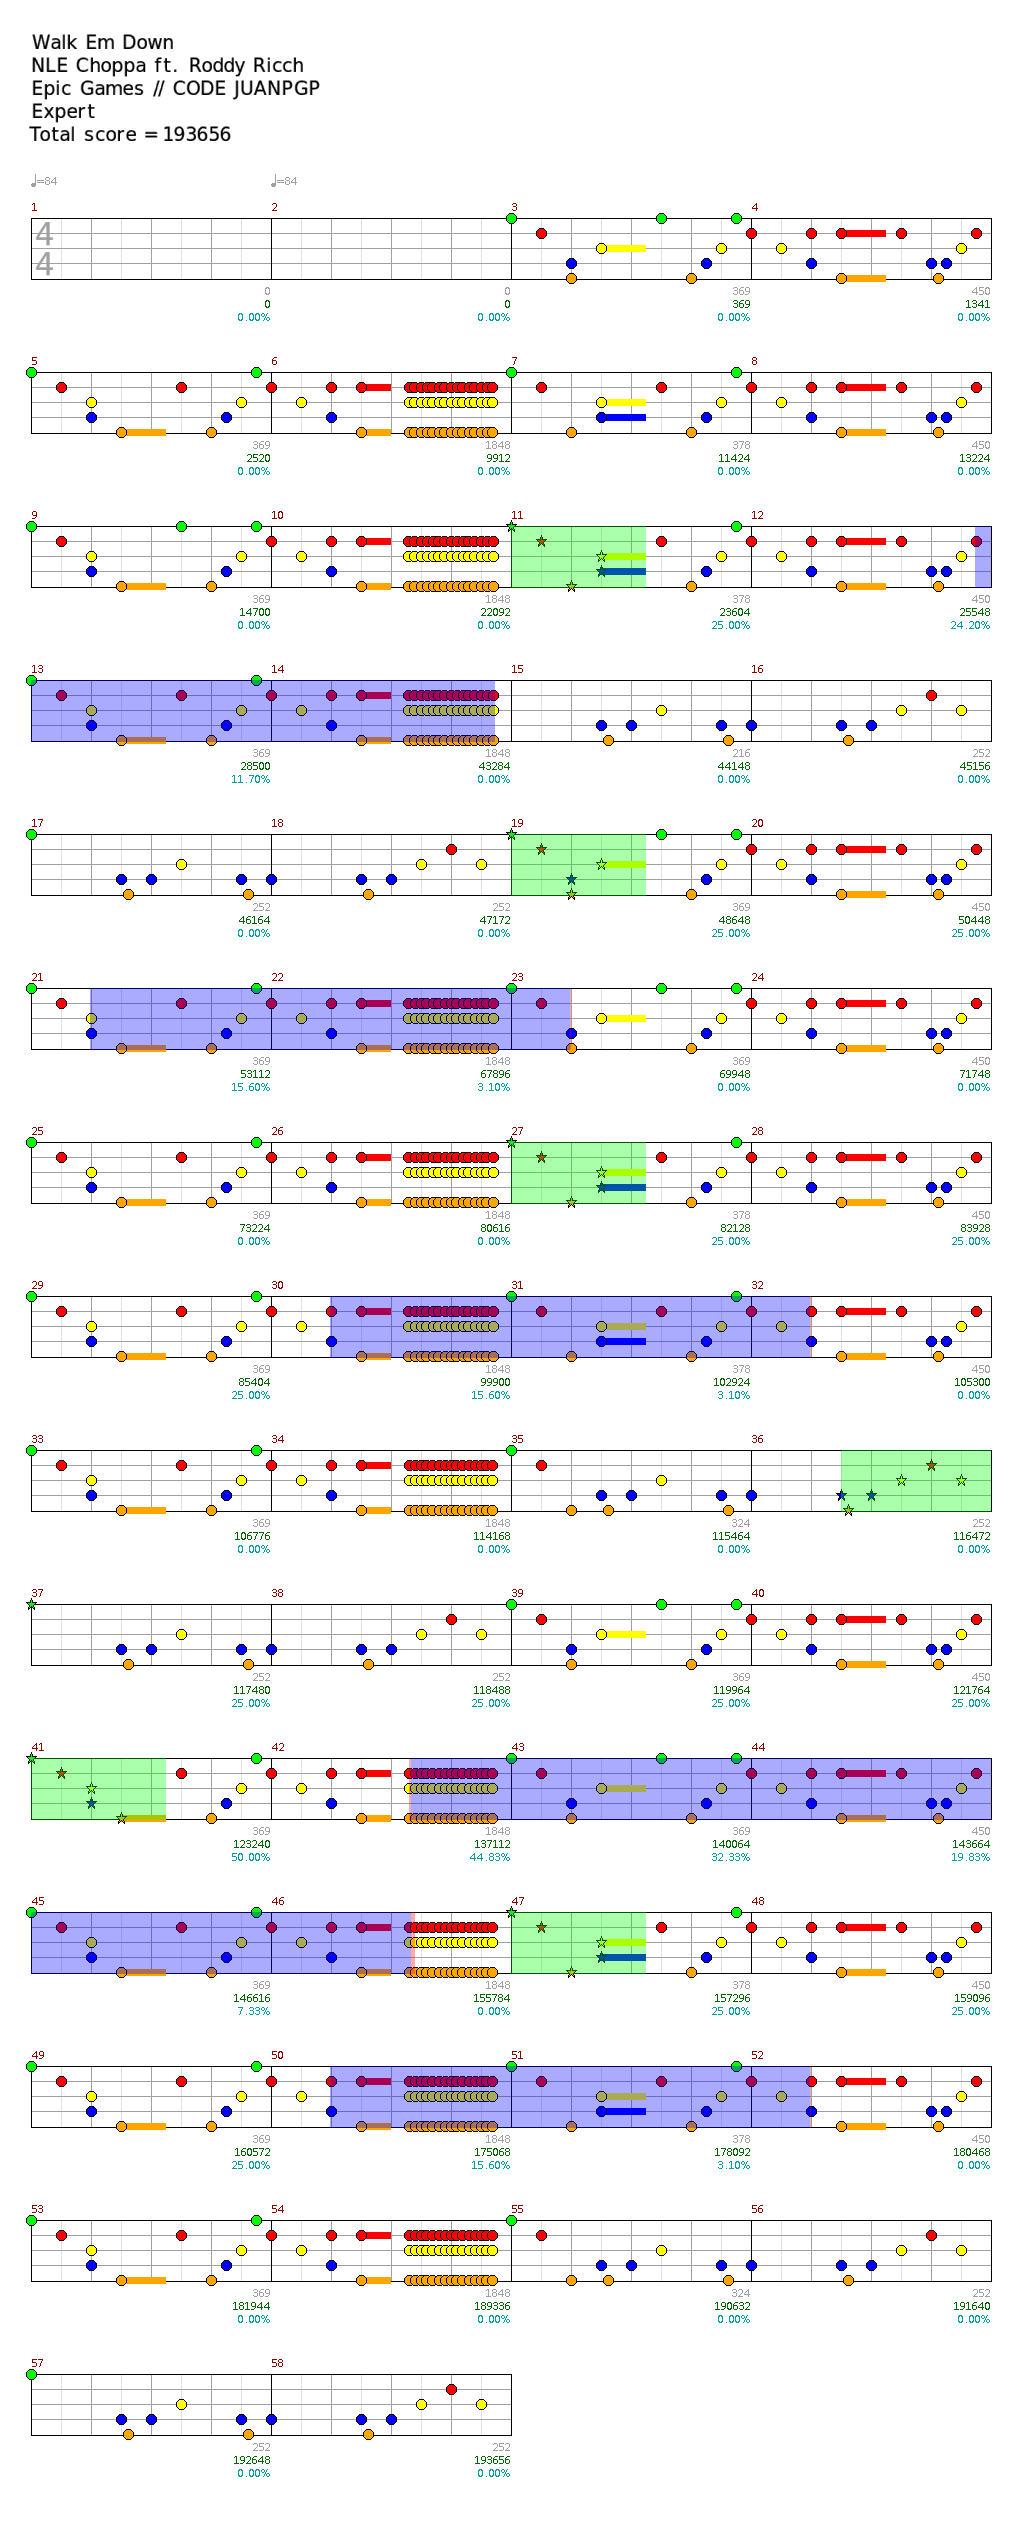 Walk Em Down
NLE Choppa ft. Roddy Ricch
Epic Games // CODE JUANPGP
Expert
Total score = 193656
♩=84 ♩=84
1 2 3 4
4
4
0 0 369 450
0 0 369 1341
0.00% 0.00% 0.00% 0.00%
5 6 7 8
369 1848 378 450
2520 9912 11424 13224
0.00% 0.00% 0.00% 0.00%
9 10 11 12
369 1848 378 450
14700 22092 23604 25548
0.00% 0.00% 25.00% 24.20%
13 14 15 16
369 1848 216 252
28500 43284 44148 45156
11.70% 0.00% 0.00% 0.00%
17 18 19 20
252 252 369 450
46164 47172 48648 50448
0.00% 0.00% 25.00% 25.00%
21 22 23 24
369 1848 369 450
53112 67896 69948 71748
15.60% 3.10% 0.00% 0.00%
25 26 27 28
369 1848 378 450
73224 80616 82128 83928
0.00% 0.00% 25.00% 25.00%
29 30 31 32
369 1848 378 450
85404 99900 102924 105300
25.00% 15.60% 3.10% 0.00%
33 34 35 36
369 1848 324 252
106776 114168 115464 116472
0.00% 0.00% 0.00% 0.00%
37 38 39 40
252 252 369 450
117480 118488 119964 121764
25.00% 25.00% 25.00% 25.00%
41 42 43 44
369 1848 369 450
123240 137112 140064 143664
50.00% 44.83% 32.33% 19.83%
45 46 47 48
369 1848 378 450
146616 155784 157296 159096
7.33% 0.00% 25.00% 25.00%
49 50 51 52
369 1848 378 450
160572 175068 178092 180468
25.00% 15.60% 3.10% 0.00%
53 54 55 56
369 1848 324 252
181944 189336 190632 191640
0.00% 0.00% 0.00% 0.00%
57 58
252 252
192648 193656
0.00% 0.00%